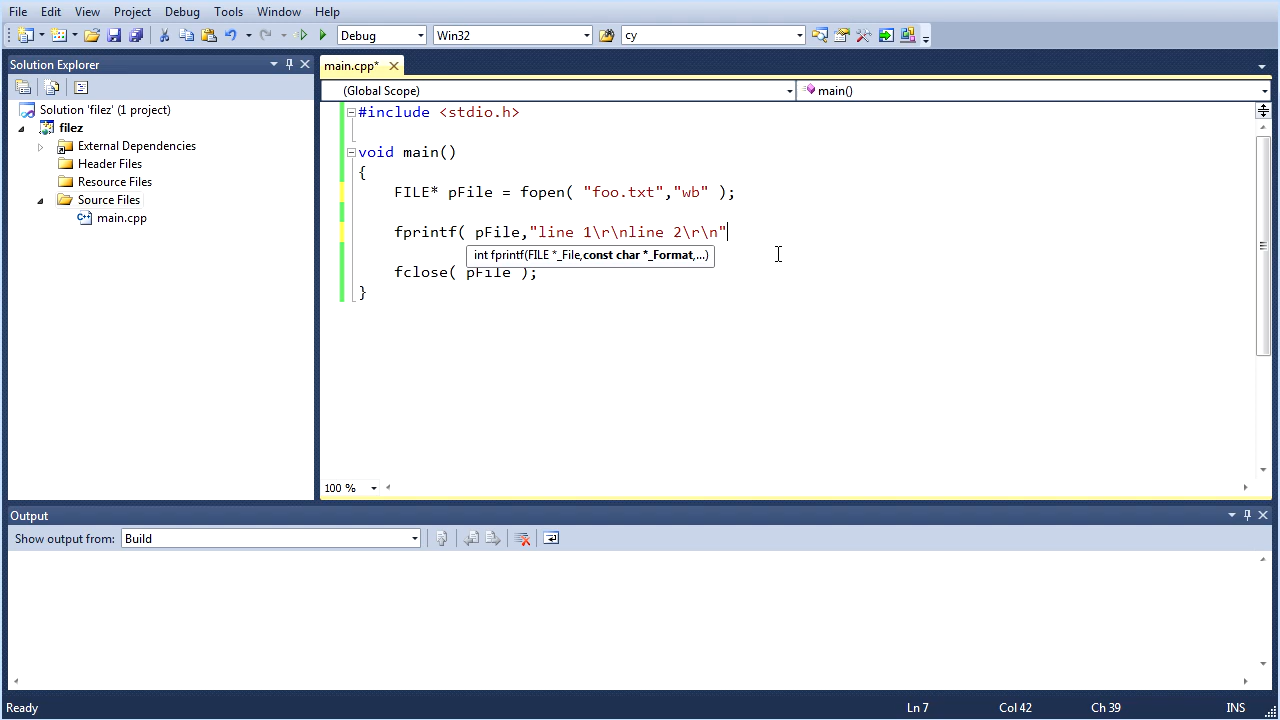 File Edit View Project Debug Tools Window Help
Debug Win32 cy
Solution Explorer
Solution 'filez' (1 project)
filez
External Dependencies
Header Files
Resource Files
Source Files
main.cpp
main.cpp*
(Global Scope) main()
#include <stdio.h>
void main()
{
FILE* pFile = fopen( "foo.txt","wb" );
fprintf( pFile,"line 1\r\nline 2\r\n"
int fprintf(FILE *_File,const char *_Format,...)
fclose( pFile );
}
100 %
Output
Show output from: Build
Ready Ln 7 Col 42 Ch 39 INS